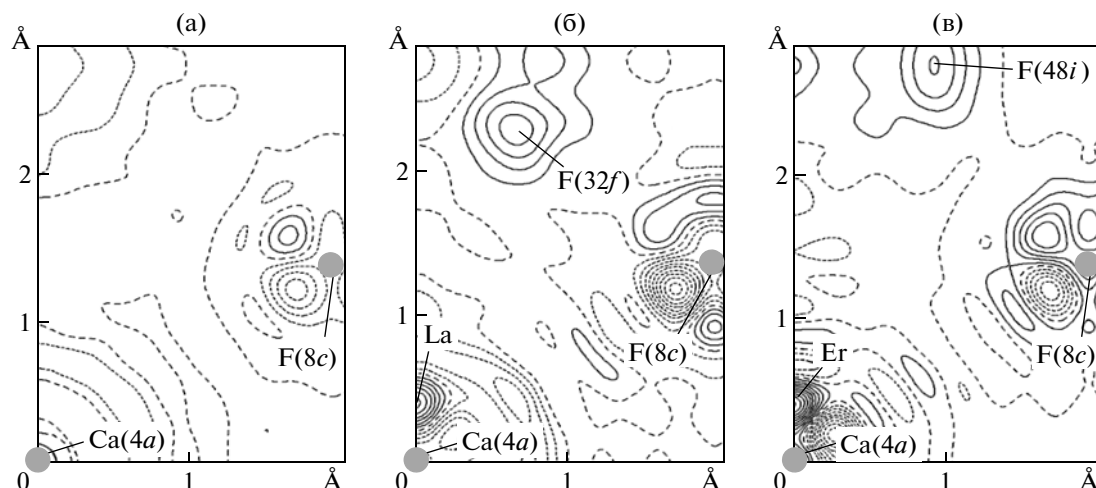 (а) (б) (в)
Å Å Å
F(48i)
2 2 2
F(32f)
1 1 1
La
F(8c) F(8c) F(8c)
Er
Ca(4a) Ca(4a) Ca(4a)
0 1 Å 0 1 Å 0 1 Å